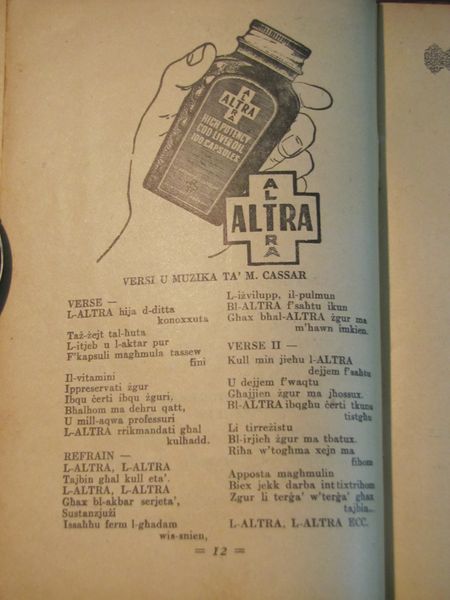 ALTRA
ALTRA
HIGH POTENCY
COD LIVER OIL
100 CAPSULES
ALTRA
ALTRA
VERSI U MUZIKA TA' M. CASSAR
VERSE —
L-ALTRA hija d-ditta
konoxxuta
Taż-żejt tal-huta
L-itjeb u l-aktar pur
F'kapsuli maghmula tassew
fini
Il-vitamini
Ippreservati żgur
Ibqu ċerti ibqu żguri,
Bhalhom ma dehru qatt,
U mill-aqwa professuri
L-ALTRA rrikmandati ghal
kulhadd.
REFRAIN —
L-ALTRA, L-ALTRA
Tajbin ghal kull eta'.
L-ALTRA, L-ALTRA
Ghax bl-akbar serjeta',
Sustanzjużi
Issahhu ferm l-ghadam
wis-snien,
L-iżvilupp, il-pulmun
Bl-ALTRA f'sahtu ikun
Ghax bhal-ALTRA żgur ma
m'hawn imkien.
VERSE II —
Kull min jiehu l-ALTRA
dejjem f'sahtu
U dejjem f'waqtu
Ghajjien żgur ma jhossux.
Bl-ALTRA ibqghu ċerti tkunu
tistghu
Li tirreżistu
Bl-irjieh żgur ma tbatux.
Riha w'toghma xejn ma
fihom
Apposta maghmulin
Biex jekk darba int tixtrihom
Zgur li terġa' w'terġa' ghax
tajbin...
L-ALTRA, L-ALTRA ECC.
= 12 =